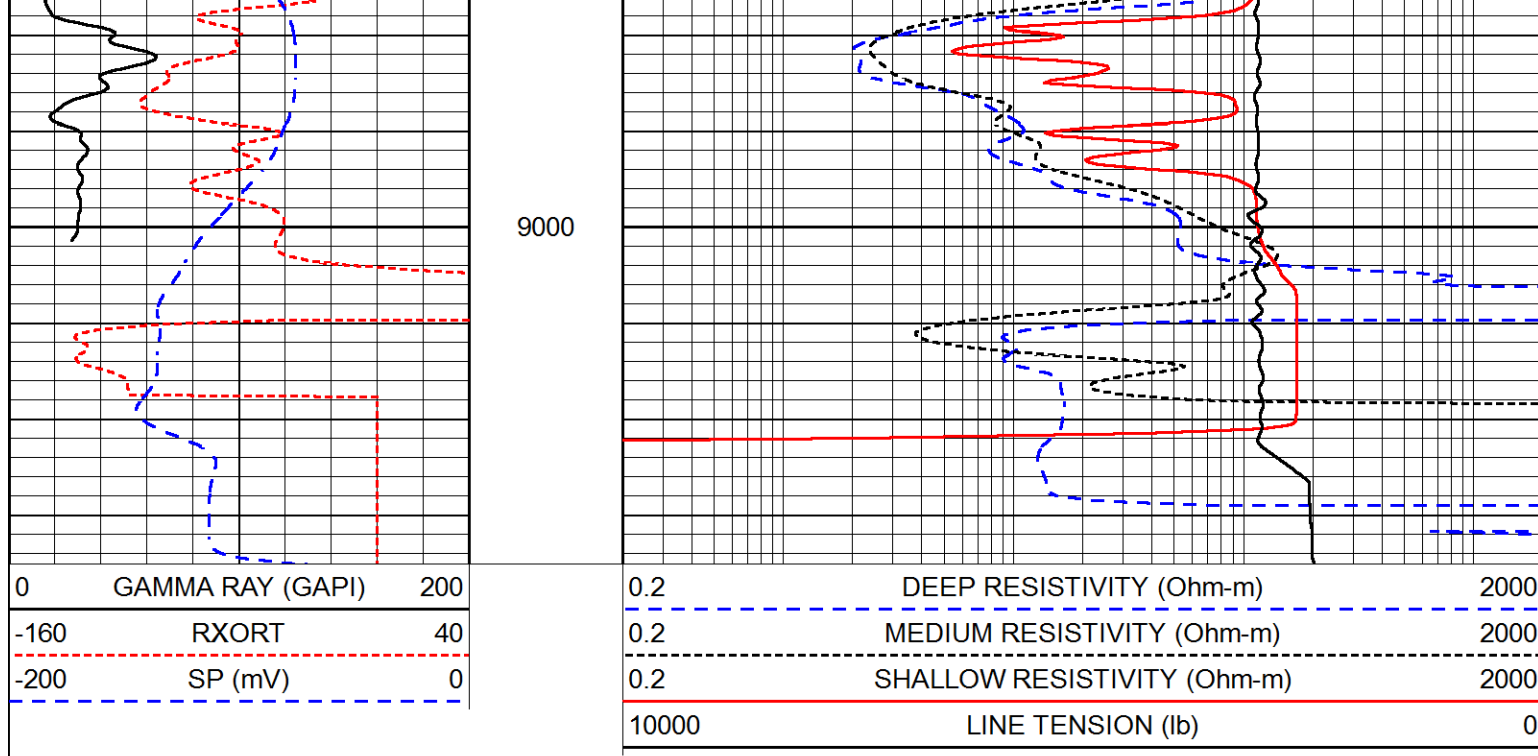 9000
0 GAMMA RAY (GAPI) 200
-160 RXORT 40
-200 SP (mV) 0
0.2 DEEP RESISTIVITY (Ohm-m) 2000
0.2 MEDIUM RESISTIVITY (Ohm-m) 2000
0.2 SHALLOW RESISTIVITY (Ohm-m) 2000
10000 LINE TENSION (lb) 0